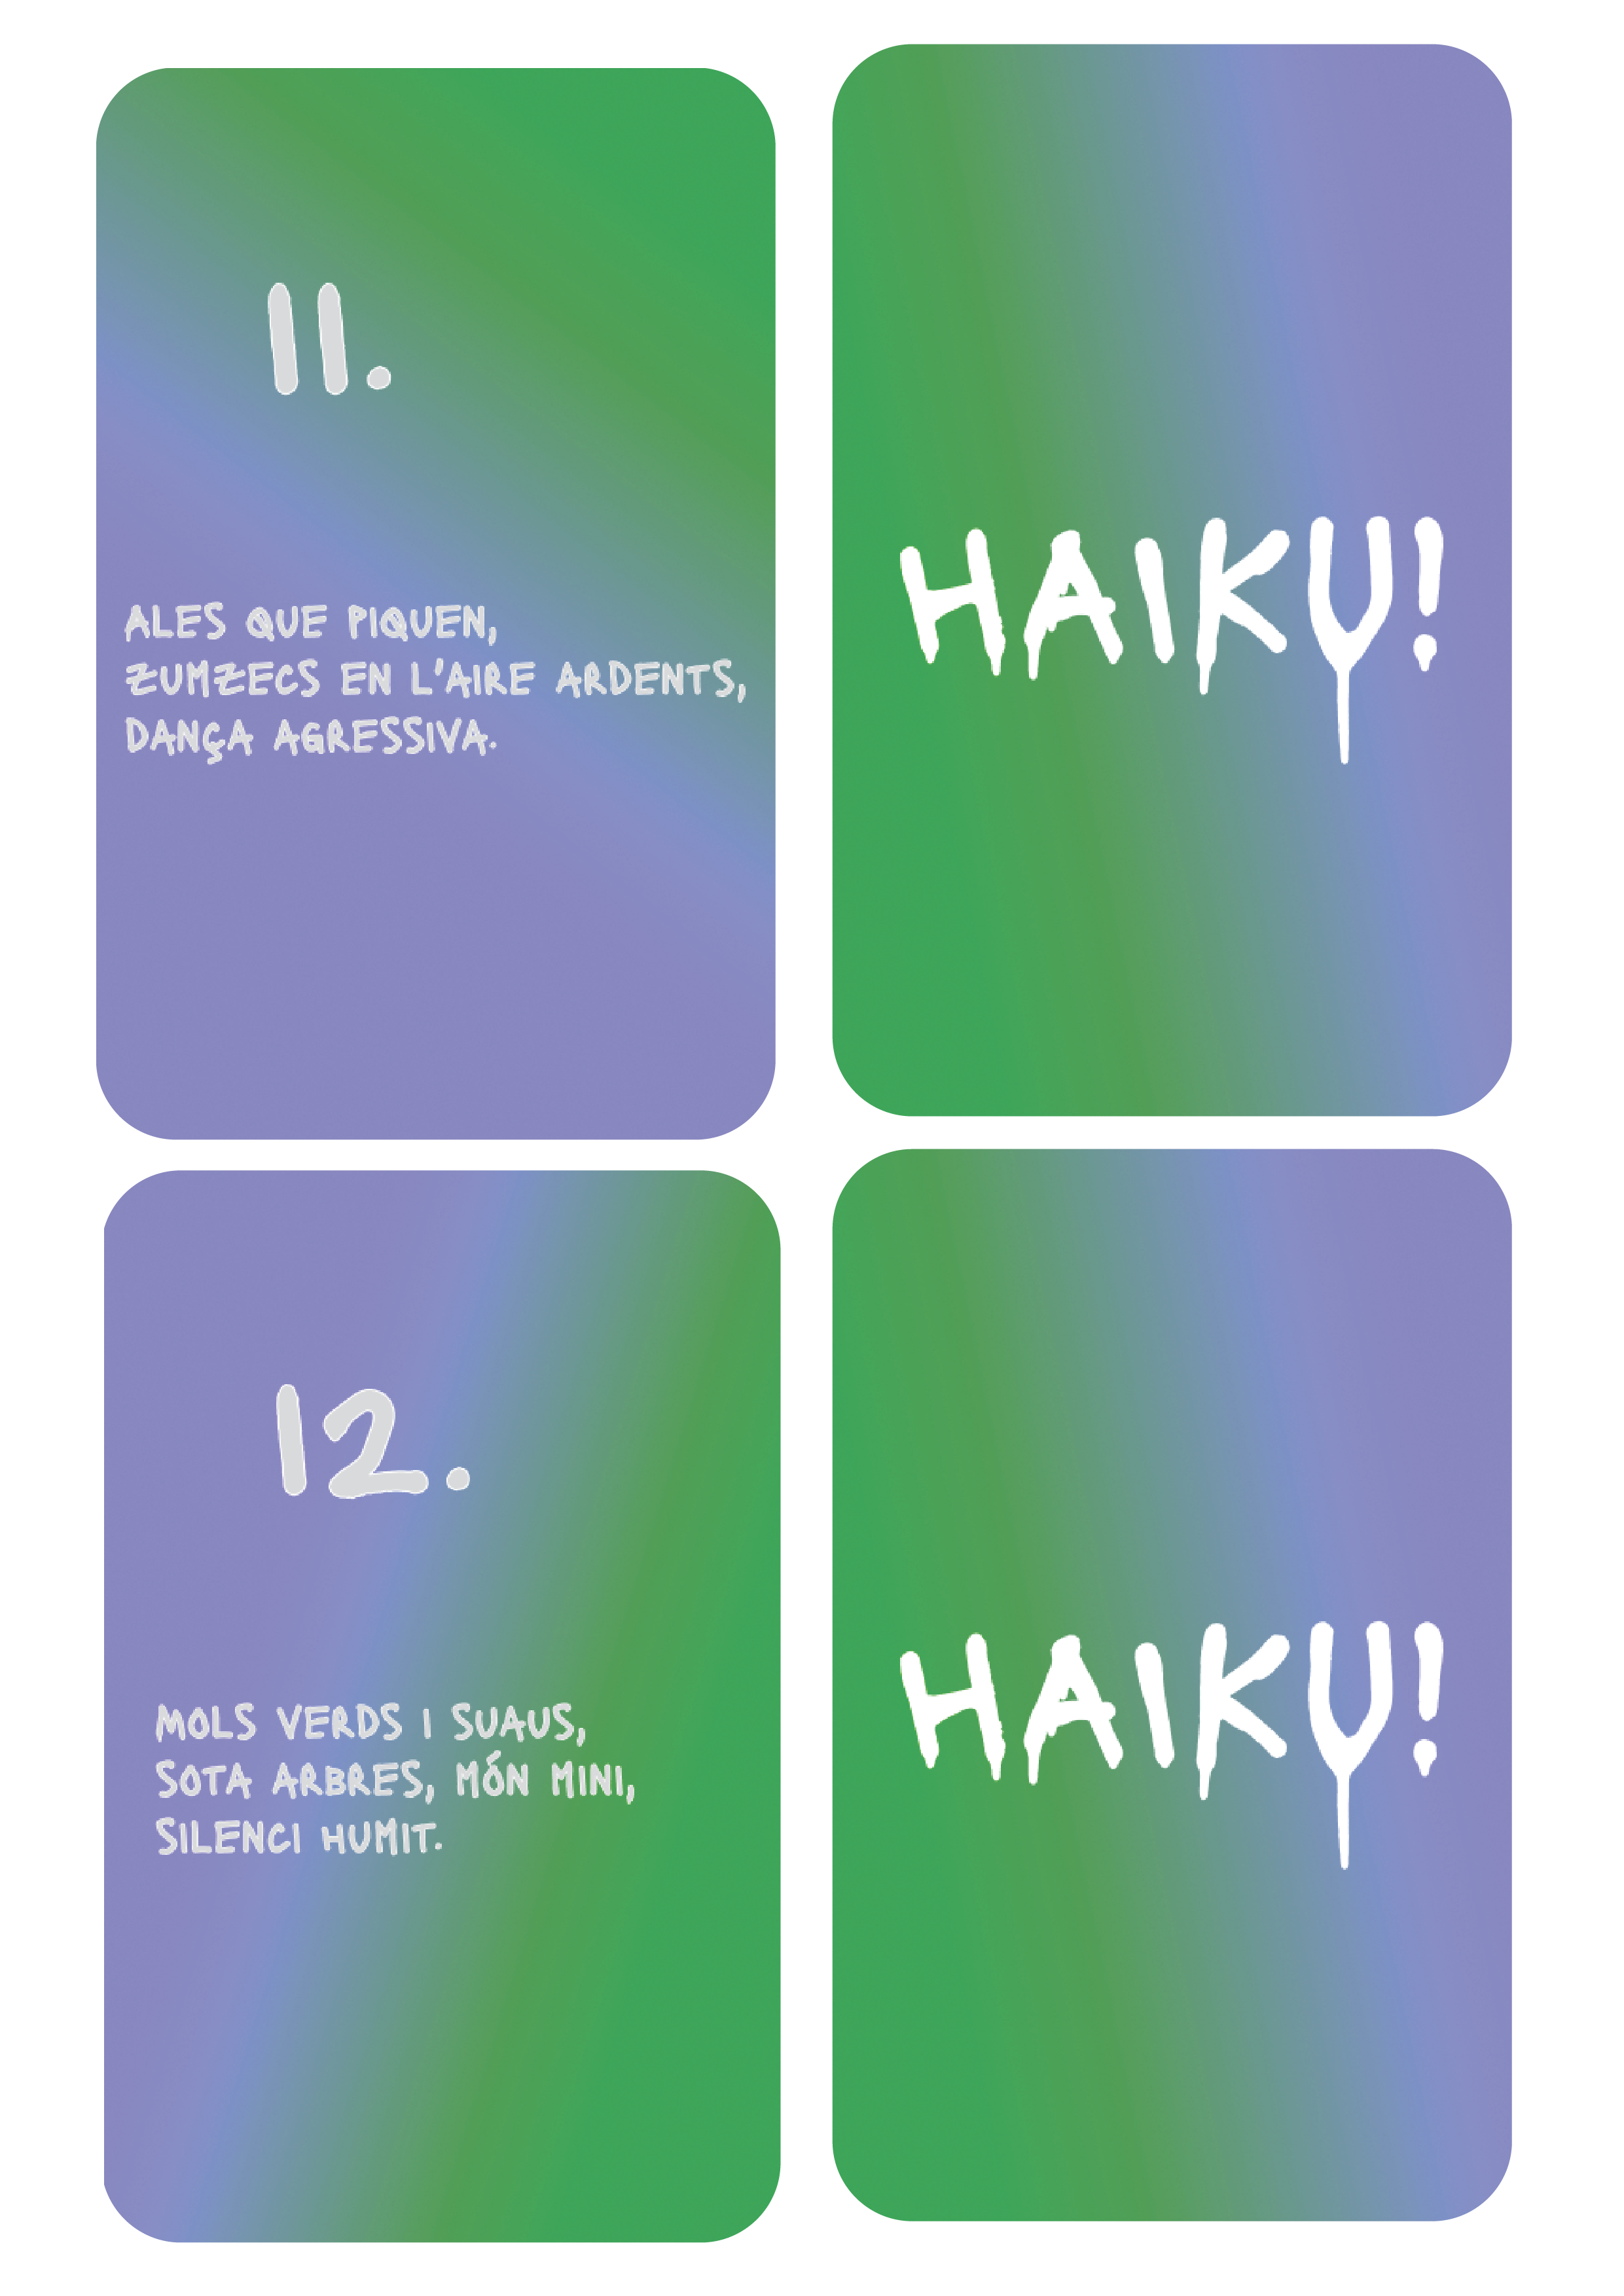 11.
ALES QUE PIQUEN,
ZUMZECS EN L'AIRE ARDENTS,
DANÇA AGRESSIVA.
HAIKU!
12.
MOLS VERDS I SUAUS,
SOTA ARBRES, MÓN MINI,
SILENCI HUMIT.
HAIKU!